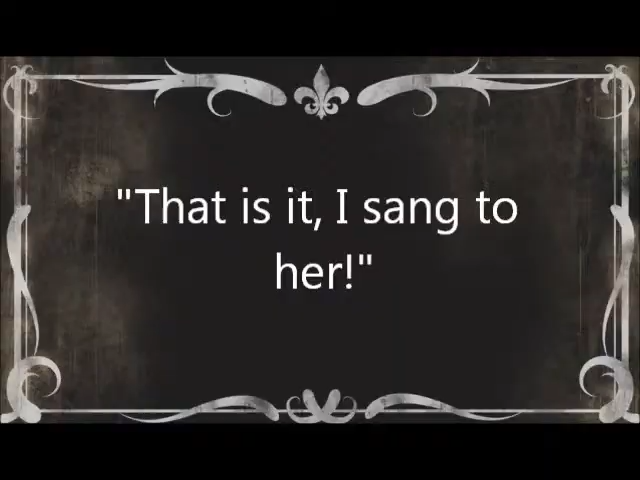 "That is it, I sang to
her!"